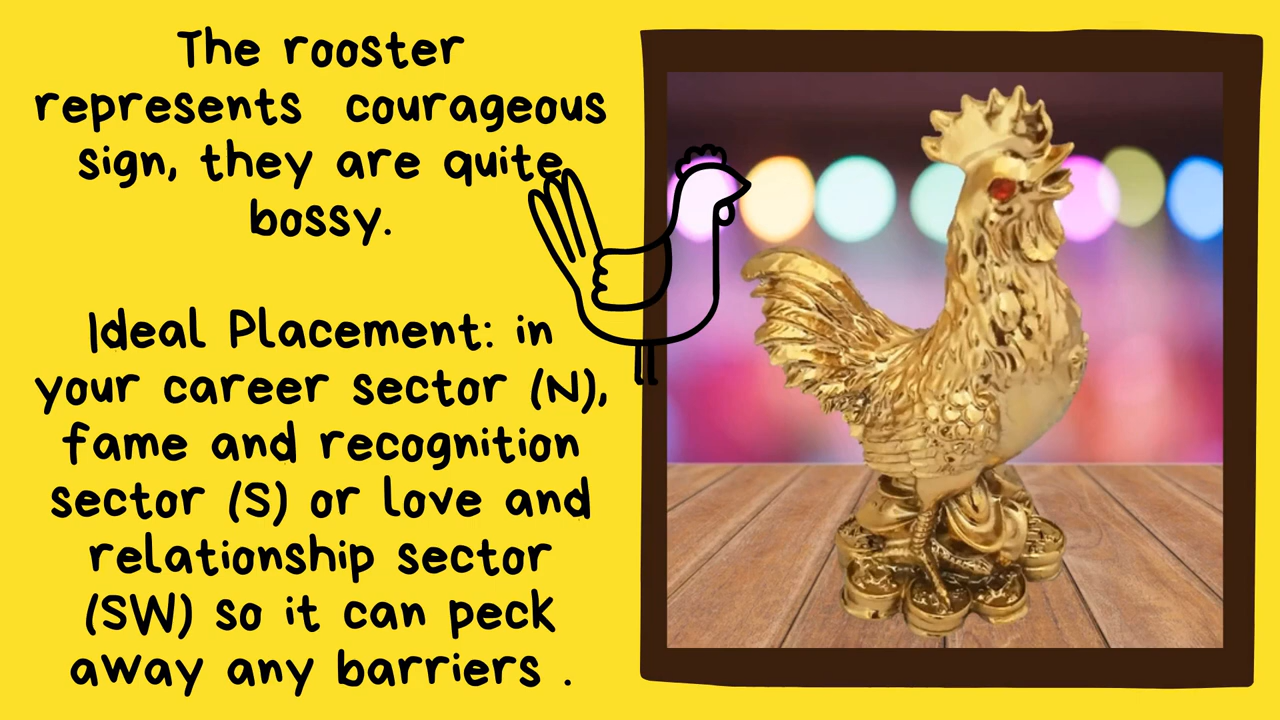 The rooster
represents courageous
sign, they are quite
bossy.
Ideal Placement: in
your career sector (N),
fame and recognition
sector (S) or love and
relationship sector
(SW) so it can peck
away any barriers .